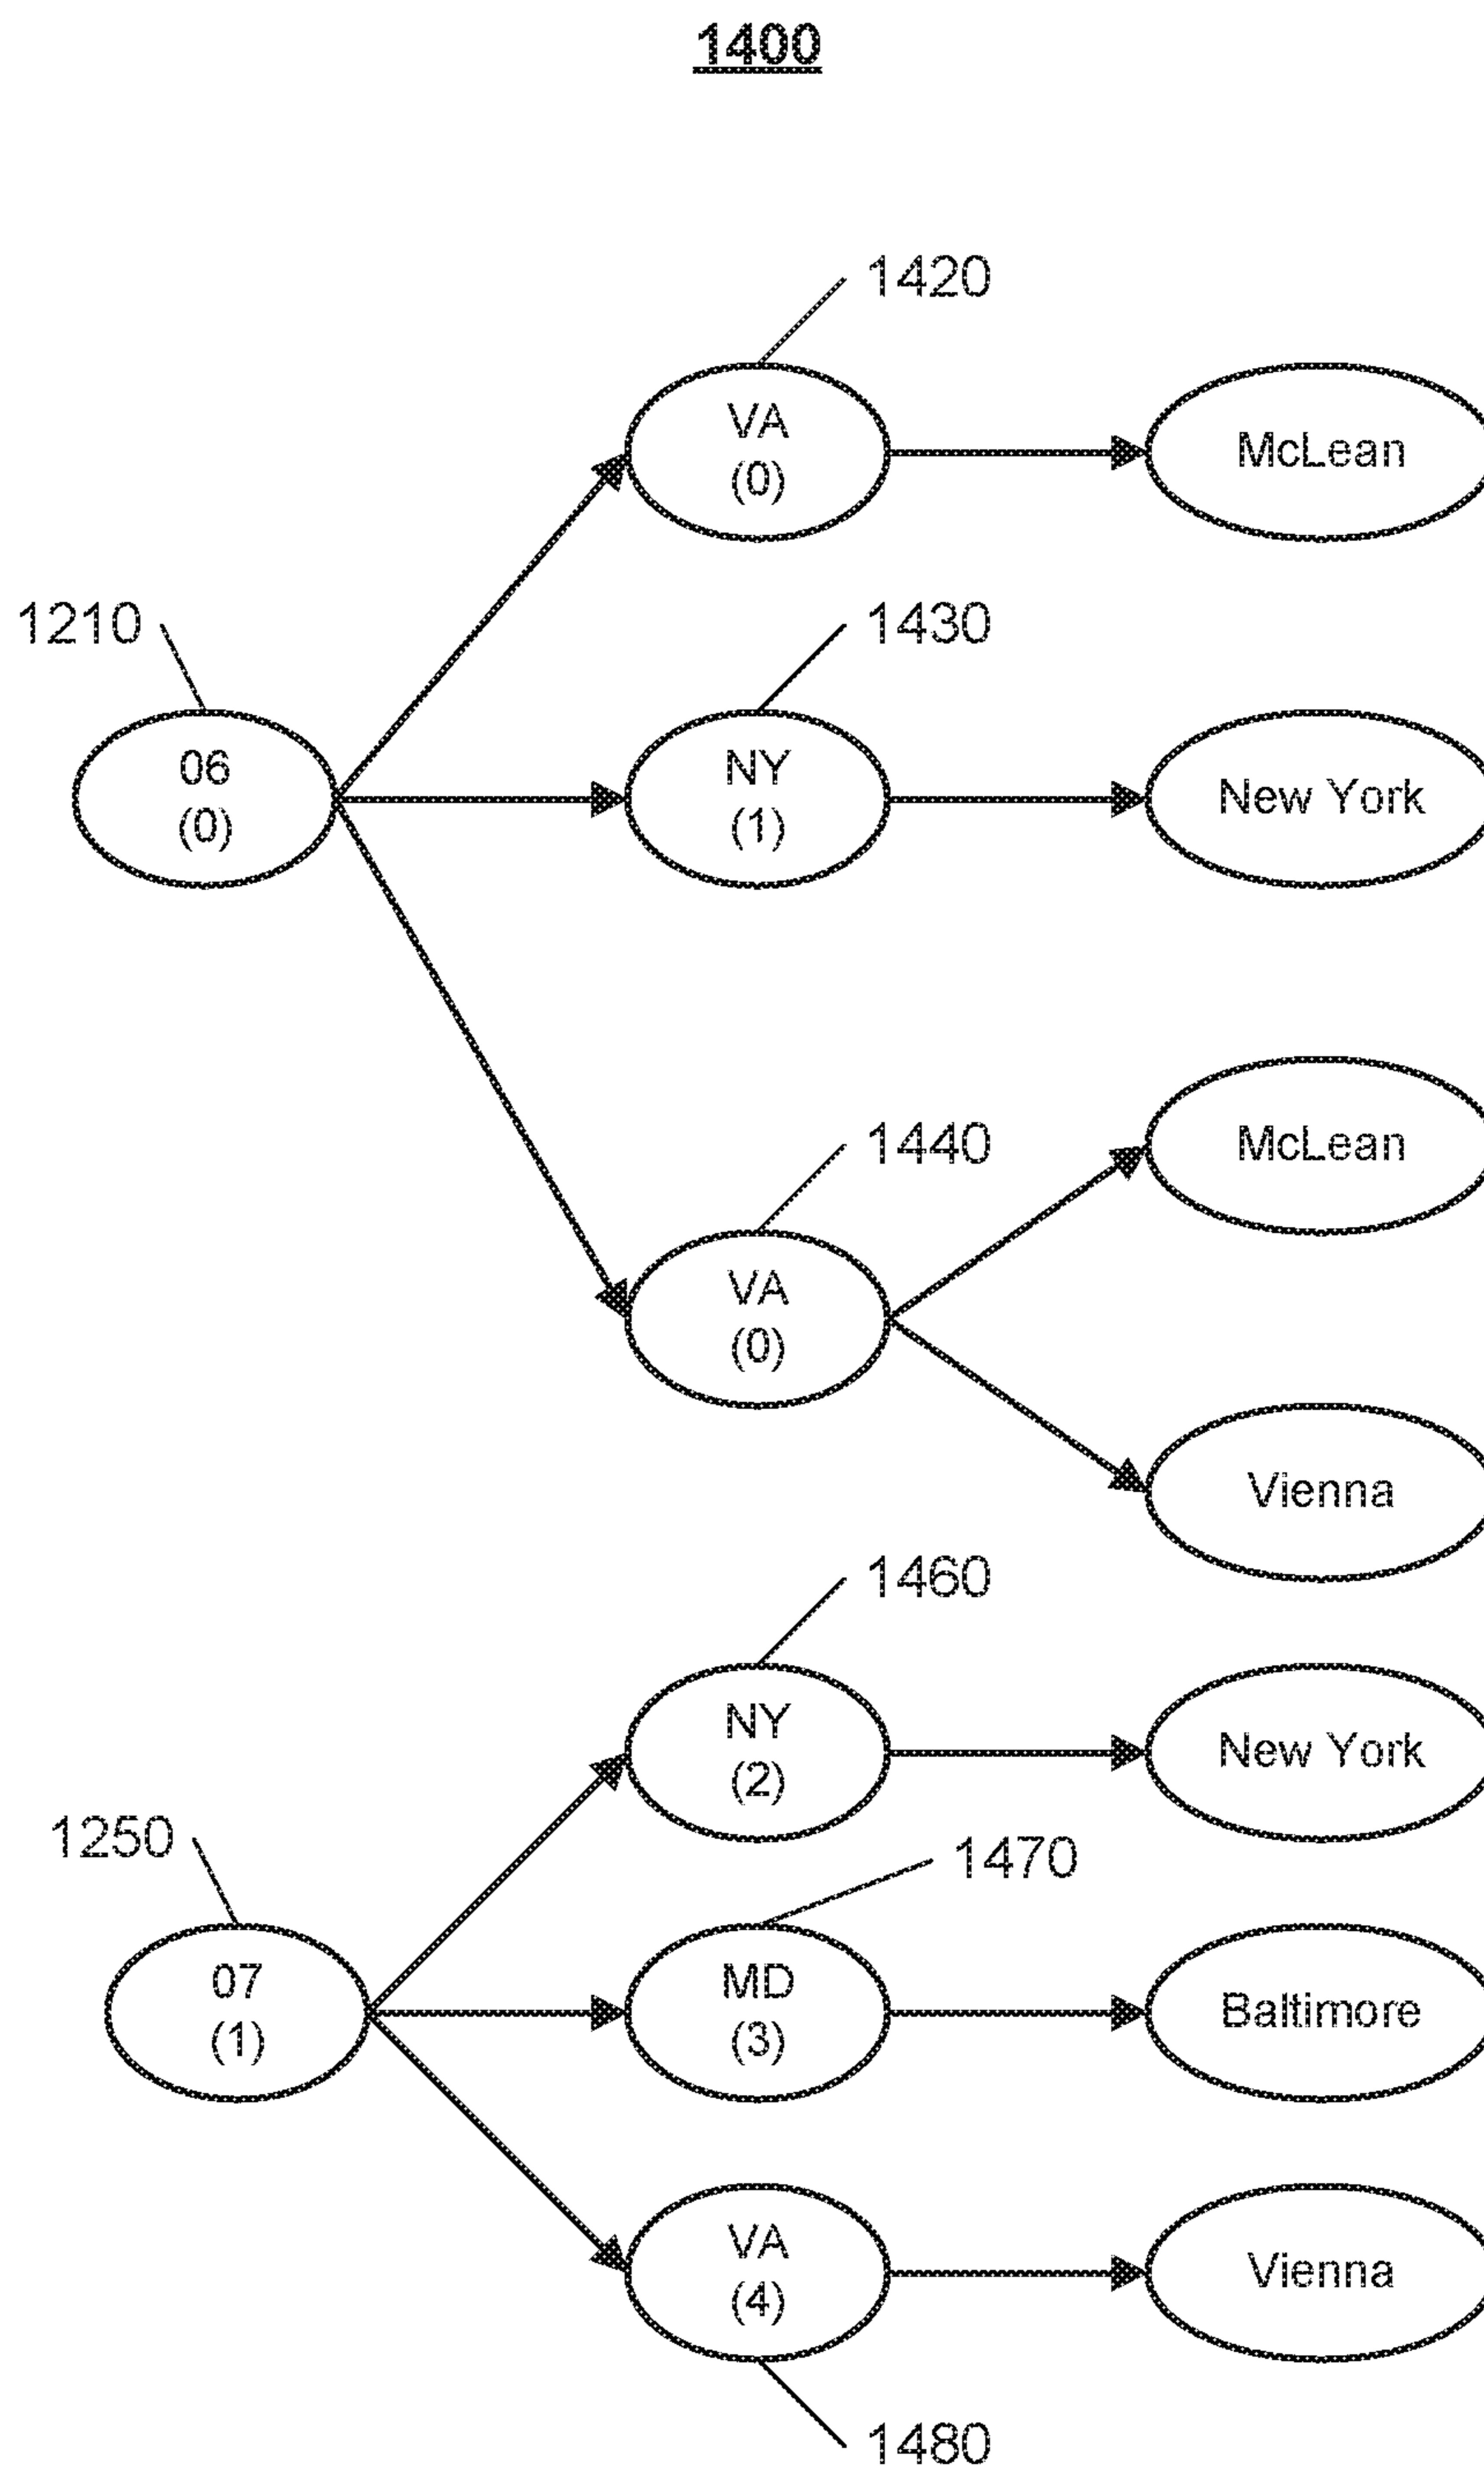 1400
1420
VA
(0)
McLean
1210
1430
06
(0)
NY
(1)
New York
1440
McLean
VA
(0)
Vienna
1460
NY
(2)
New York
1250
1470
07
(1)
MD
(3)
Baltimore
VA
(4)
Vienna
1480